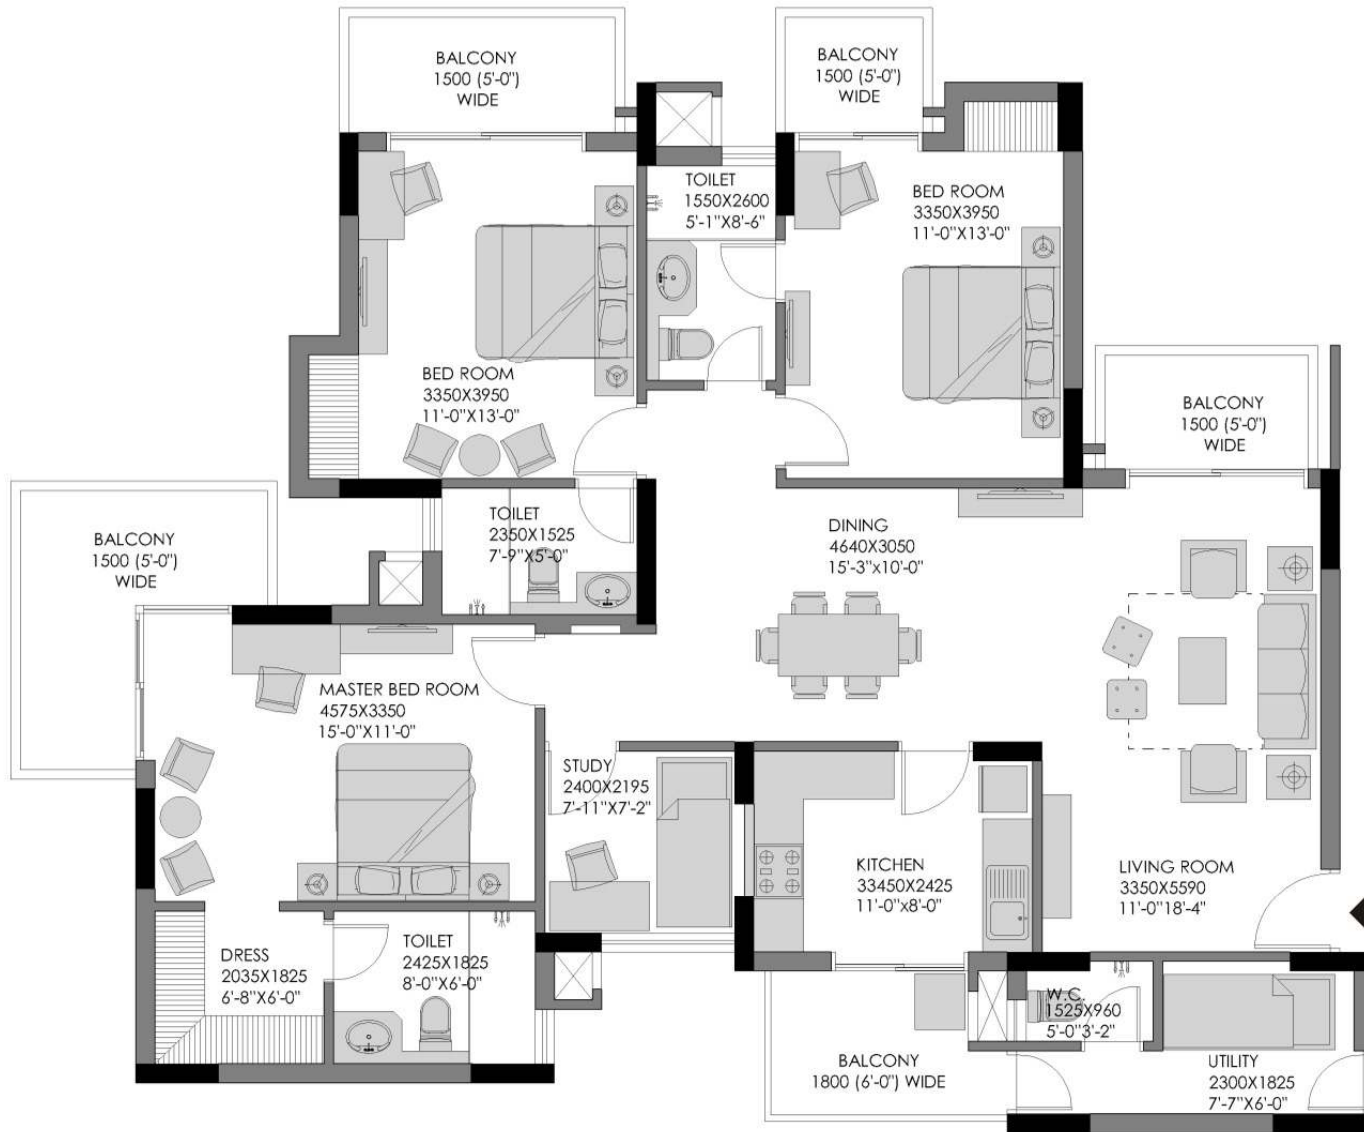 BALCONY
1500 (5'-0")
WIDE
BALCONY
1500 (5'-0")
WIDE
TOILET
1550X2600
5'-1"X8'-6"
BED ROOM
3350X3950
11'-0"X13'-0"
BED ROOM
3350X3950
11'-0"X13'-0"
BALCONY
1500 (5'-0")
WIDE
BALCONY
1500 (5'-0")
WIDE
TOILET
2350X1525
7'-9"X5'-0"
DINING
4640X3050
15'-3"x10'-0"
MASTER BED ROOM
4575X3350
15'-0"X11'-0"
STUDY
2400X2195
7'-11"X7'-2"
KITCHEN
33450X2425
11'-0"x8'-0"
LIVING ROOM
3350X5590
11'-0"18'-4"
DRESS
2035X1825
6'-8"X6'-0"
TOILET
2425X1825
8'-0"X6'-0"
W.C.
1525X960
5'-0"3'-2"
BALCONY
1800 (6'-0") WIDE
UTILITY
2300X1825
7'-7"X6'-0"